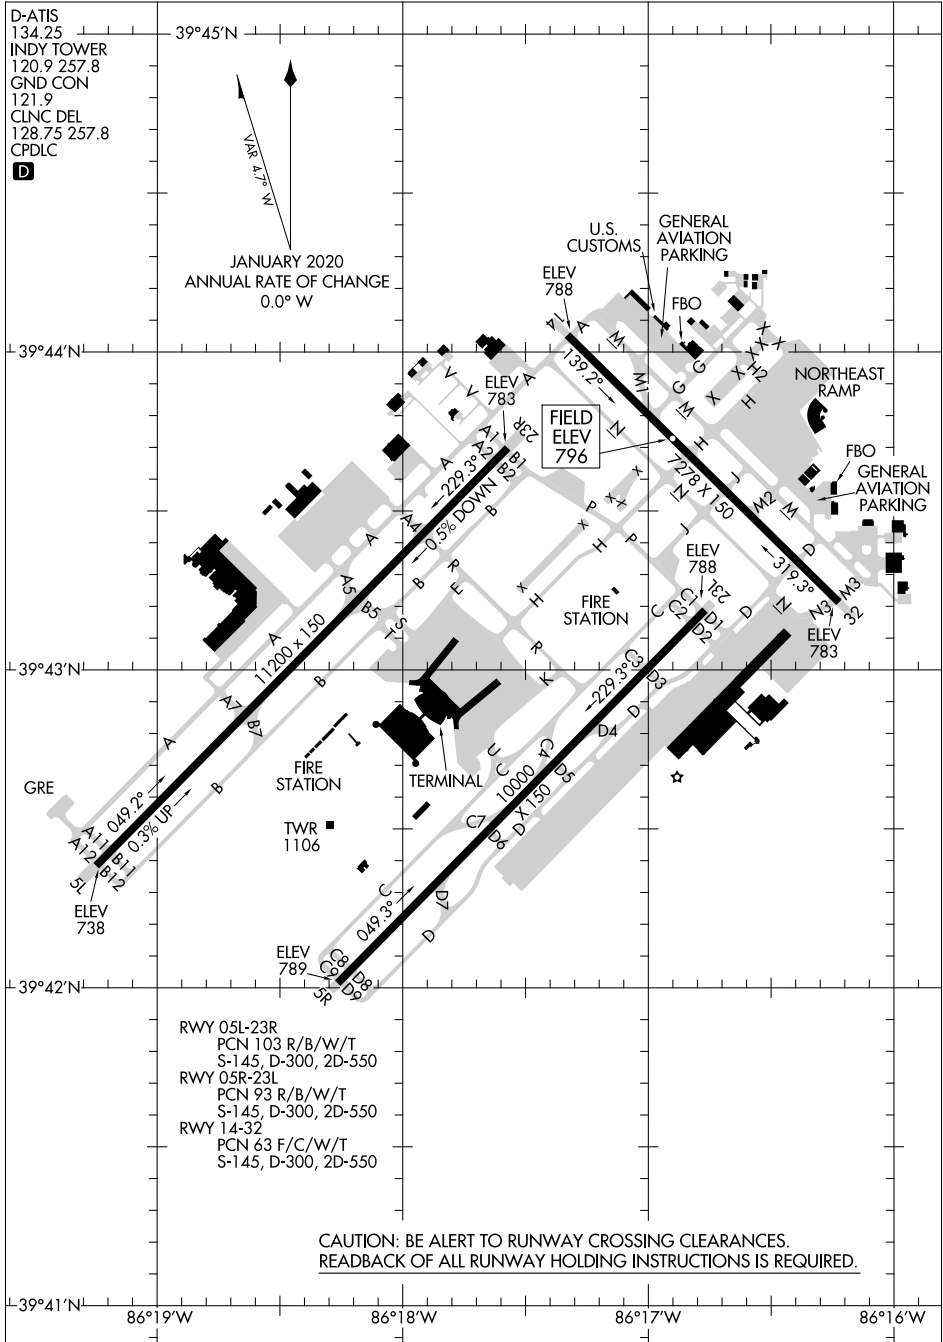 D-ATIS
134.25
INDY TOWER
120.9 257.8
GND CON
121.9
CLNC DEL
128.75 257.8
CPDLC
D
39°45'N
VAR 4.7° W
JANUARY 2020
ANNUAL RATE OF CHANGE
0.0° W
U.S.
CUSTOMS
GENERAL
AVIATION
PARKING
ELEV
788
FBO
14
A
M
X
X
X
X
39°44'N
139.2°
M1
G
G
X
H2
X
H
V
V
ELEV
783
A
NORTHEAST
RAMP
M
N
FIELD
ELEV
796
H
A1
A2
23R
B1
B2
FBO
GENERAL
AVIATION
PARKING
A
229.3°
7278 X 150
J
M2
M
N
X
X
X
X
P
P
H
B
0.5% DOWN
A4
A
J
D
ELEV
788
319.3°
R
E
B
X
H
FIRE
STATION
23L
C1
C2
C
D1
D2
D
N
N3
M3
32
ELEV
783
A5
B5
S
T
A
11200 x 150
39°43'N
R
K
C3
D3
229.3°
B
A7
B7
D
D4
A
FIRE
STATION
TERMINAL
U
C
C4
D5
GRE
049.2°
0.3% UP
B
10000
X 150
TWR
1106
C7
D6
D
A11
A12
B11
B12
5L
ELEV
738
C
D7
049.3°
D
ELEV
789
C8
C9
D8
D9
5R
39°42'N
RWY 05L-23R
PCN 103 R/B/W/T
S-145, D-300, 2D-550
RWY 05R-23L
PCN 93 R/B/W/T
S-145, D-300, 2D-550
RWY 14-32
PCN 63 F/C/W/T
S-145, D-300, 2D-550
CAUTION: BE ALERT TO RUNWAY CROSSING CLEARANCES.
READBACK OF ALL RUNWAY HOLDING INSTRUCTIONS IS REQUIRED.
39°41'N
86°19'W
86°18'W
86°17'W
86°16'W